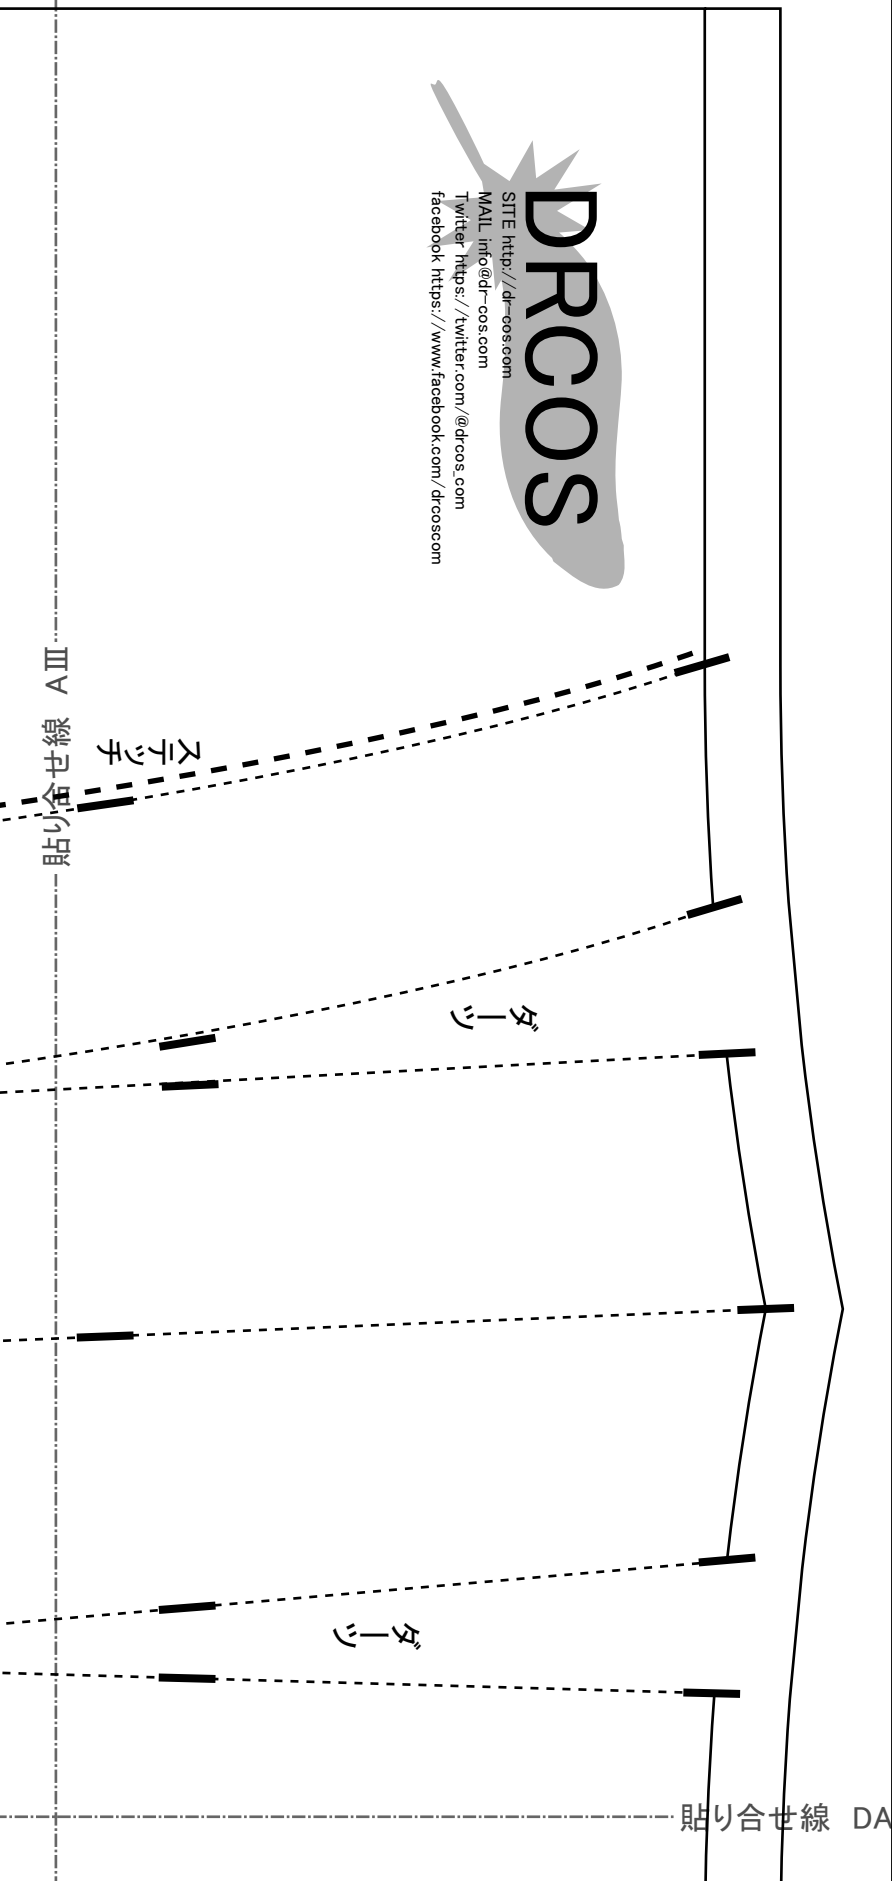 DRCOS
SITE http://dr-cos.com
MAIL info@dr-cos.com
Twitter https://twitter.com/@drcos_com
facebook https://www.facebook.com/drcoscom
貼り合せ線 AⅢ
ステッチ
ダーツ
ダーツ
貼り合せ線 DA